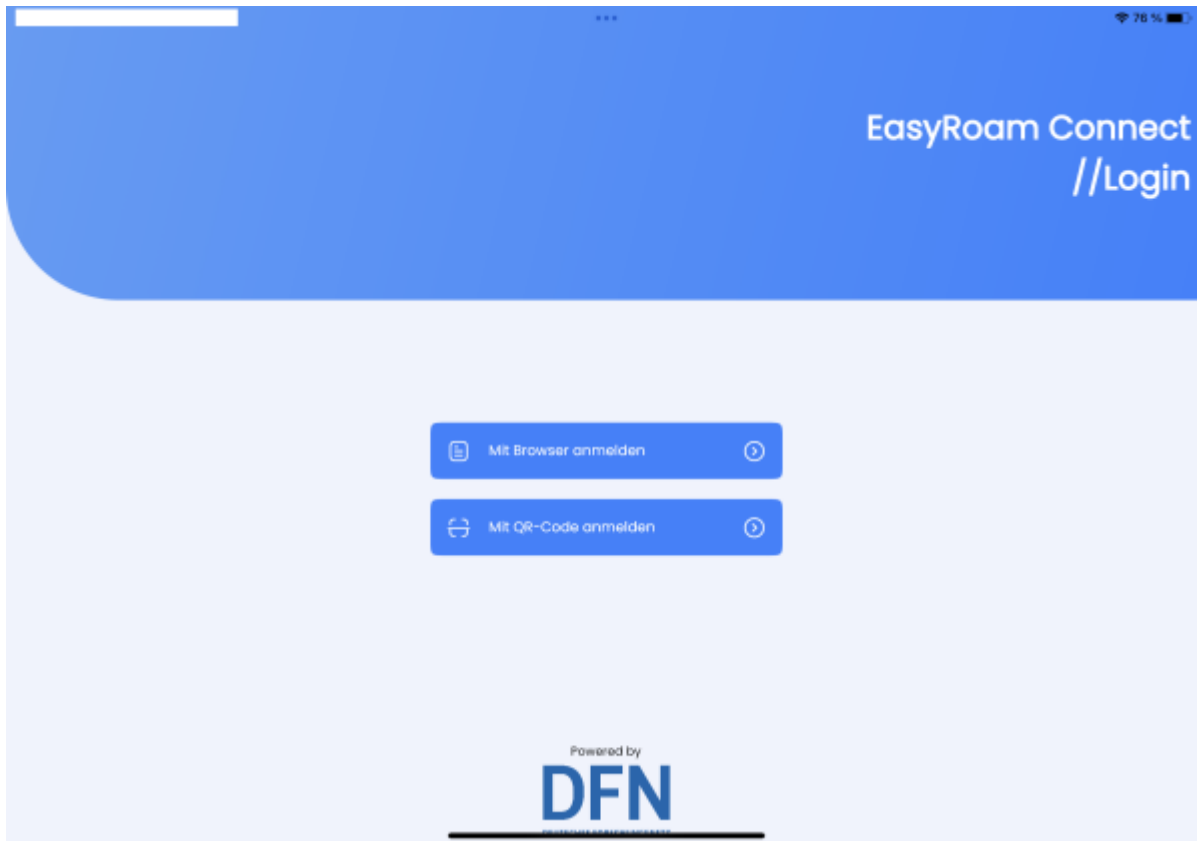 76 %
EasyRoam Connect
//Login
Mit Browser anmelden
Mit QR-Code anmelden
Powered by
DFN